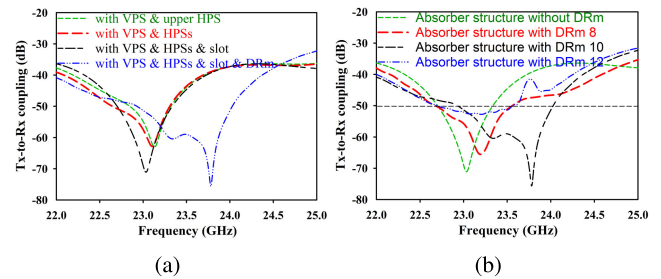 -20
-30
-40
-50
-60
-70
-80
Tx-to-Rx coupling (dB)
with VPS & upper HPS
with VPS & HPSs
with VPS & HPSs & slot
with VPS & HPSs & slot & DRm
22.0 22.5 23.0 23.5 24.0 24.5 25.0
Frequency (GHz)
(a)
-20
-30
-40
-50
-60
-70
-80
Tx-to-Rx coupling (dB)
Absorber structure without DRm
Absorber structure with DRm 8
Absorber structure with DRm 10
Absorber structure with DRm 12
22.0 22.5 23.0 23.5 24.0 24.5 25.0
Frequency (GHz)
(b)